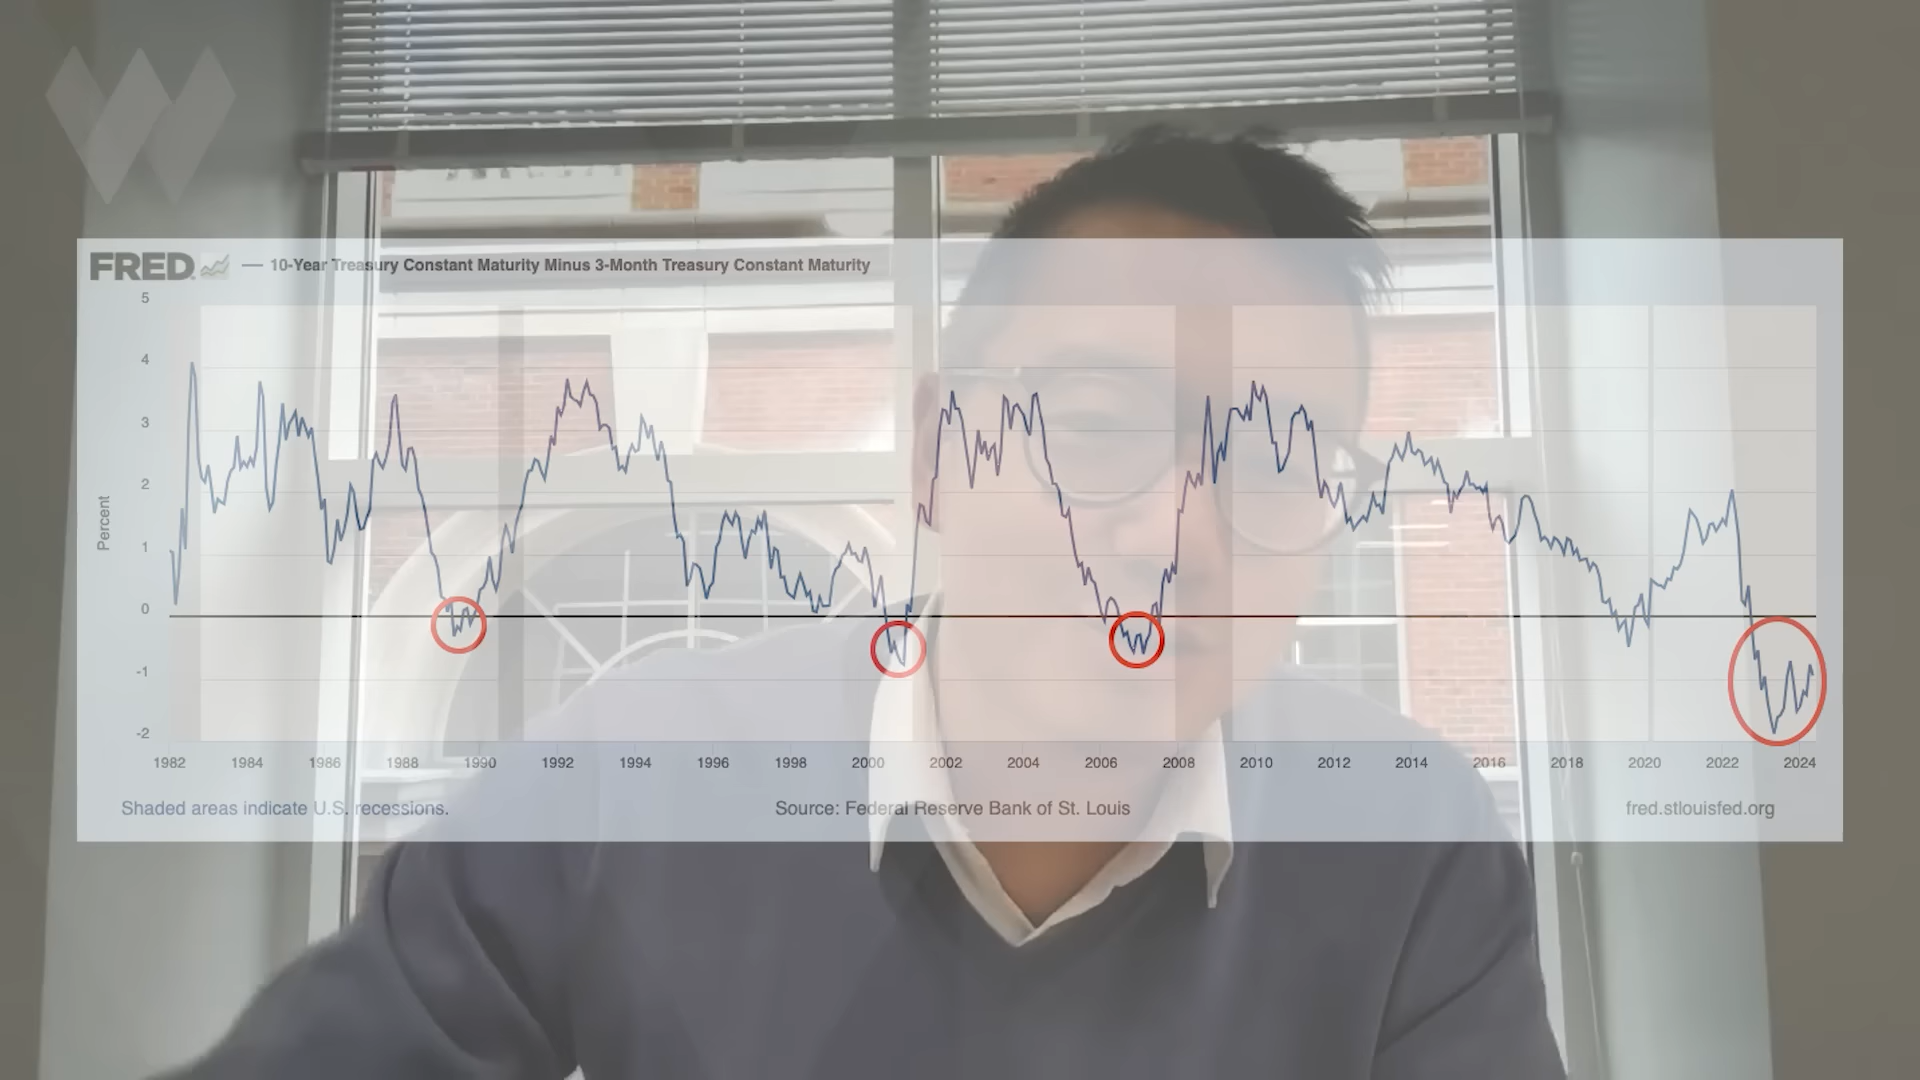 FRED
10-Year Treasury Constant Maturity Minus 3-Month Treasury Constant Maturity
5
4
3
2
1
0
-1
-2
Percent
1982 1984 1986 1988 1990 1992 1994 1996 1998 2000 2002 2004 2006 2008 2010 2012 2014 2016 2018 2020 2022 2024
Shaded areas indicate U.S. recessions.
Source: Federal Reserve Bank of St. Louis
fred.stlouisfed.org